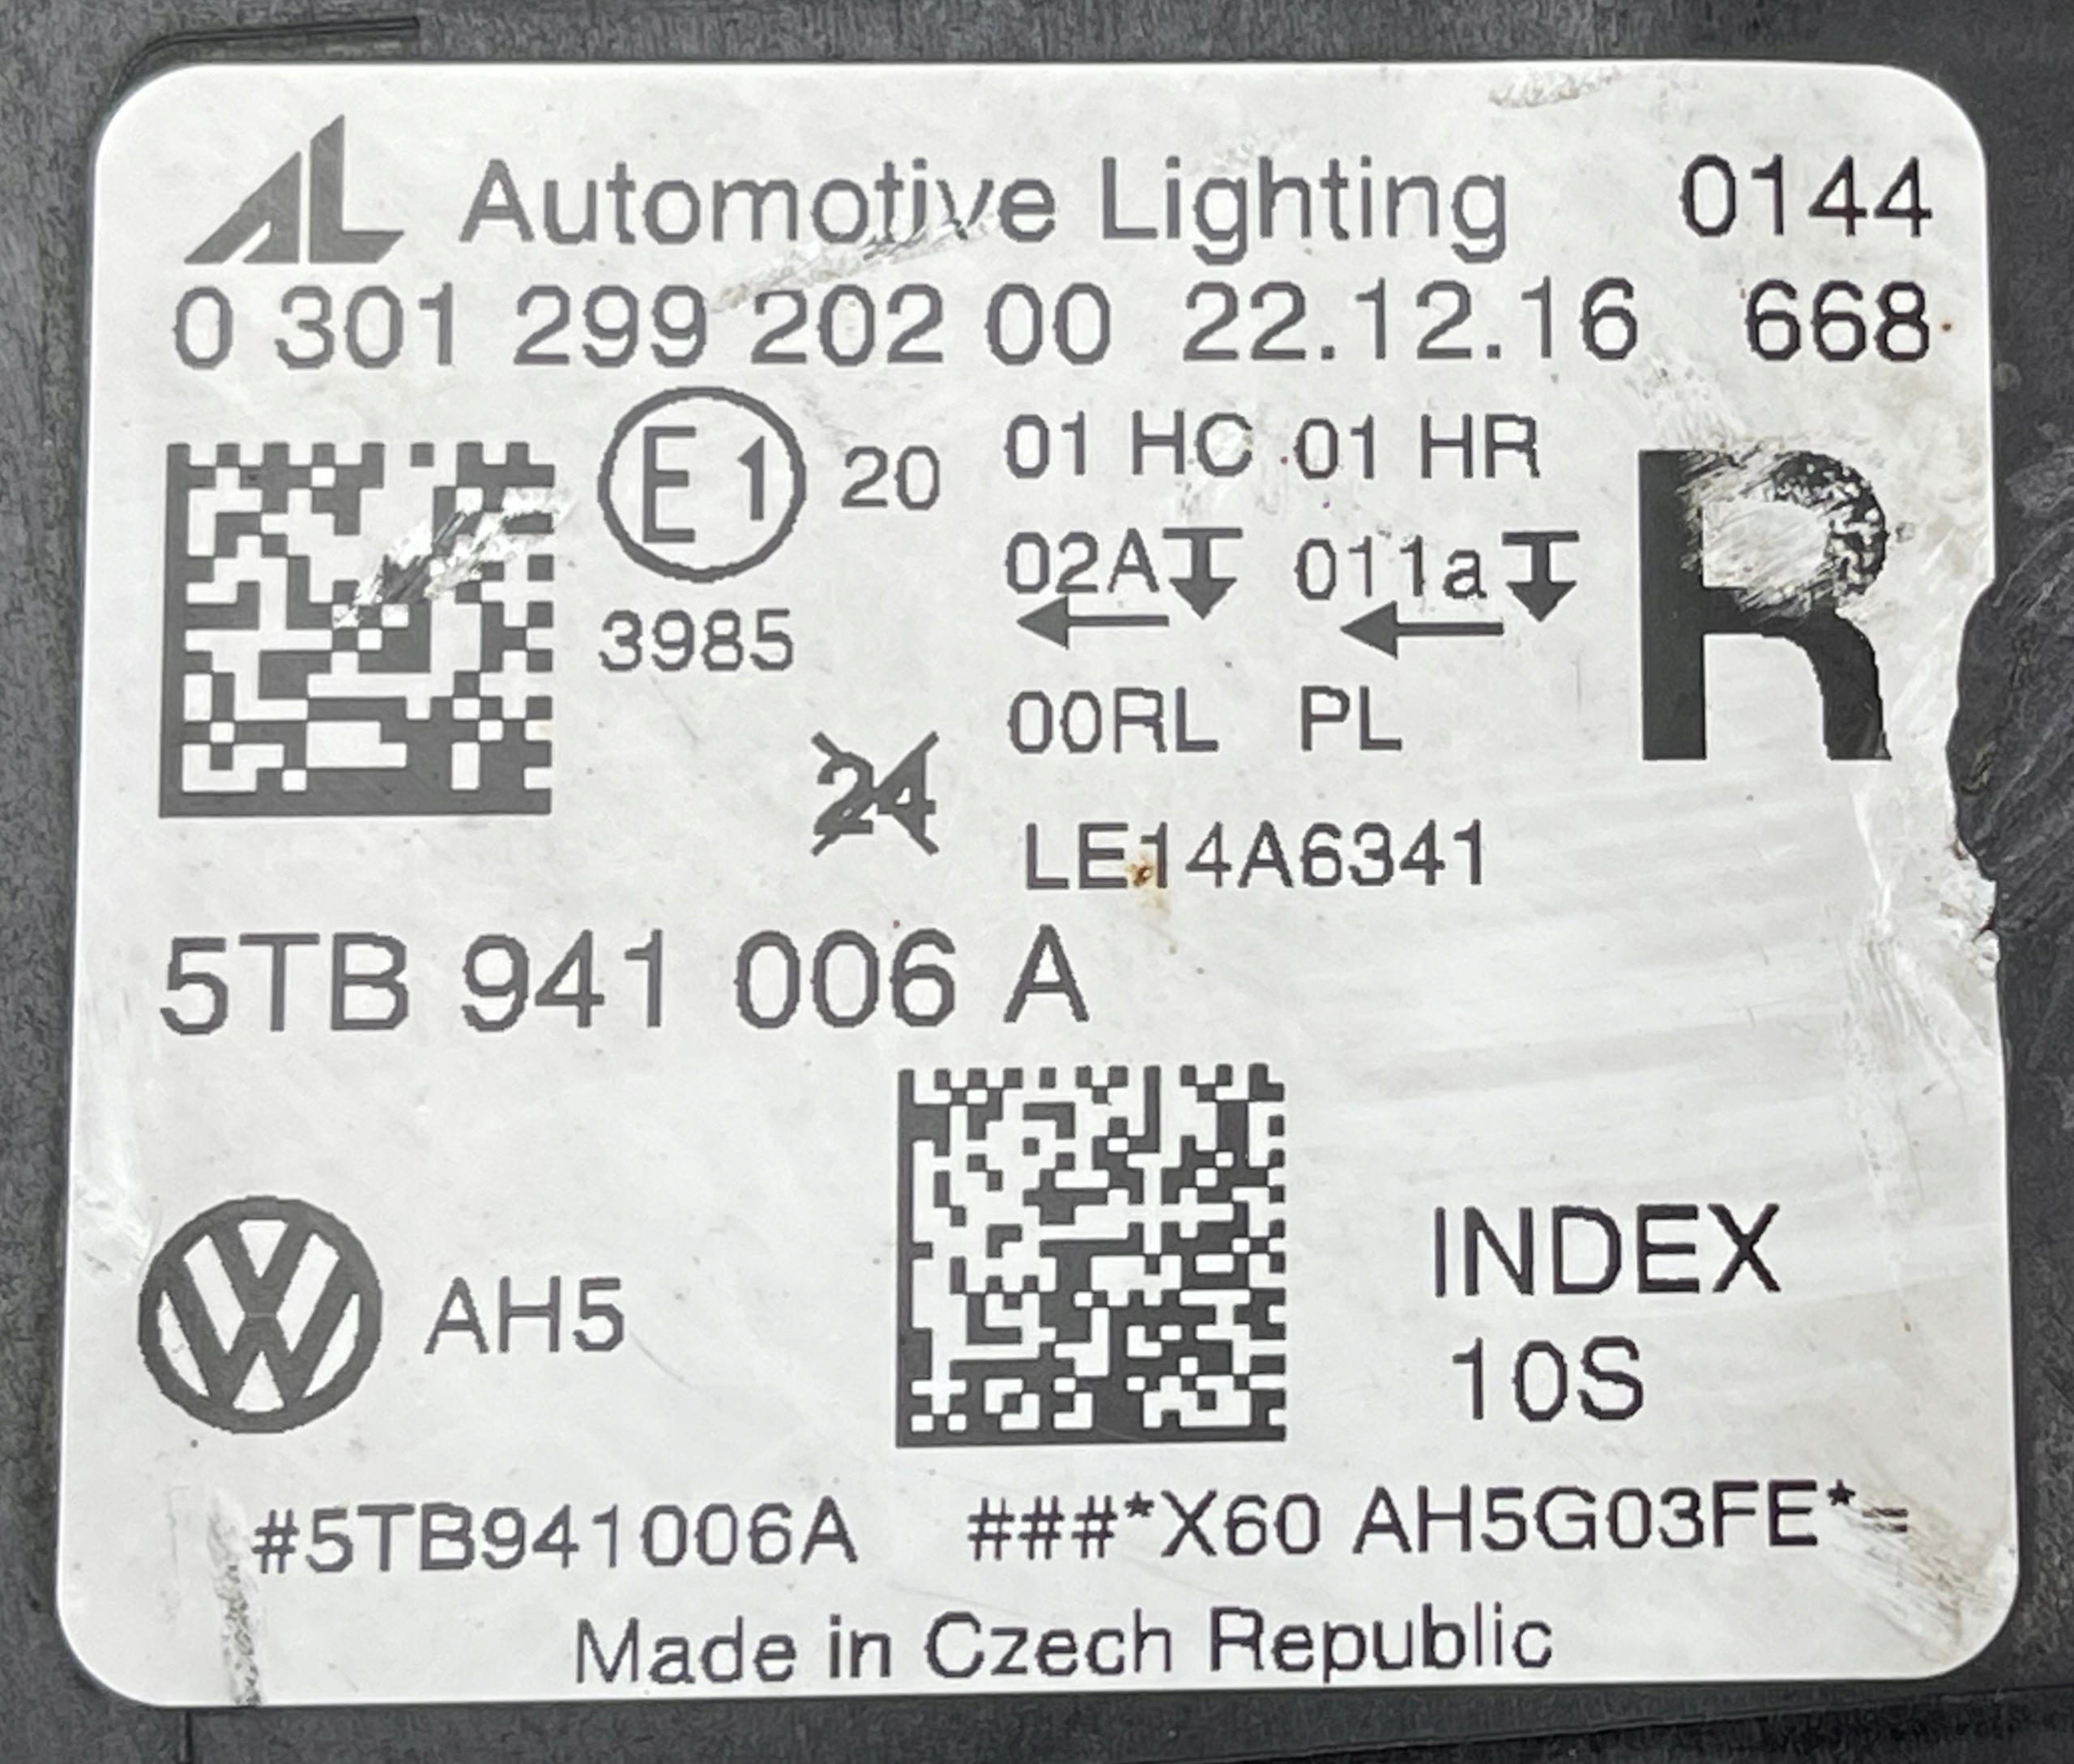 AL Automotive Lighting 0144
0 301 299 202 00 22.12.16 668
E1 20 01 HC 01 HR R
02A 011a
3985
00RL PL
24
LE14A6341
5TB 941 006 A
VW AH5 INDEX
10S
#5TB941006A ###*X60 AH5G03FE*=
Made in Czech Republic